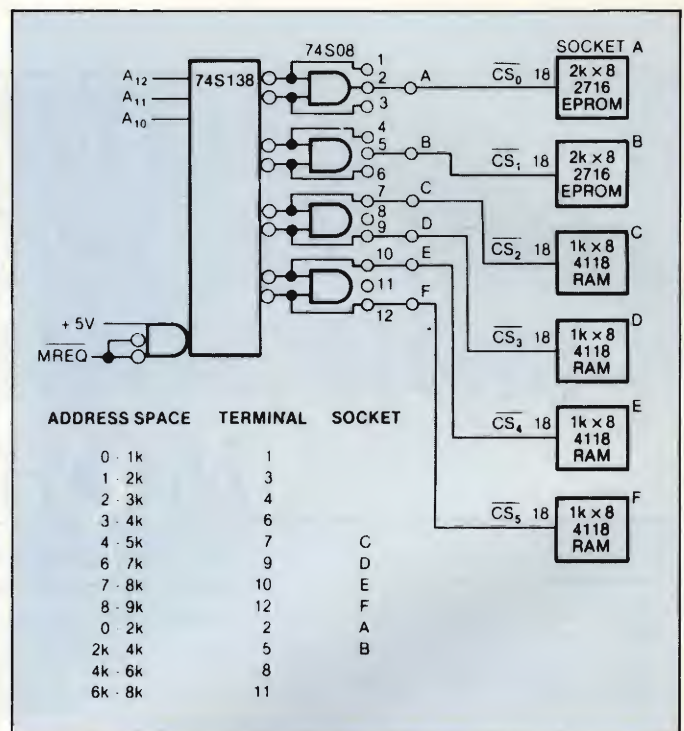 74S08
SOCKET A
A12
74S138
1
2
A
CS0 18
2k × 8
2716
EPROM
A11
3
A10
4
5
B
CS1 18
B
2k × 8
2716
EPROM
6
7
C
8
9
D
CS2 18
C
1k × 8
4118
RAM
10
E
11
F
12
CS3 18
D
1k × 8
4118
RAM
+ 5V
MREQ
CS4 18
E
1k × 8
4118
RAM
CS5 18
F
1k × 8
4118
RAM
ADDRESS SPACE TERMINAL SOCKET
0 - 1k 1
1 - 2k 3
2 - 3k 4
3 - 4k 6
4 - 5k 7 C
6 - 7k 9 D
7 - 8k 10 E
8 - 9k 12 F
0 - 2k 2 A
2k 4k 5 B
4k - 6k 8
6k - 8k 11